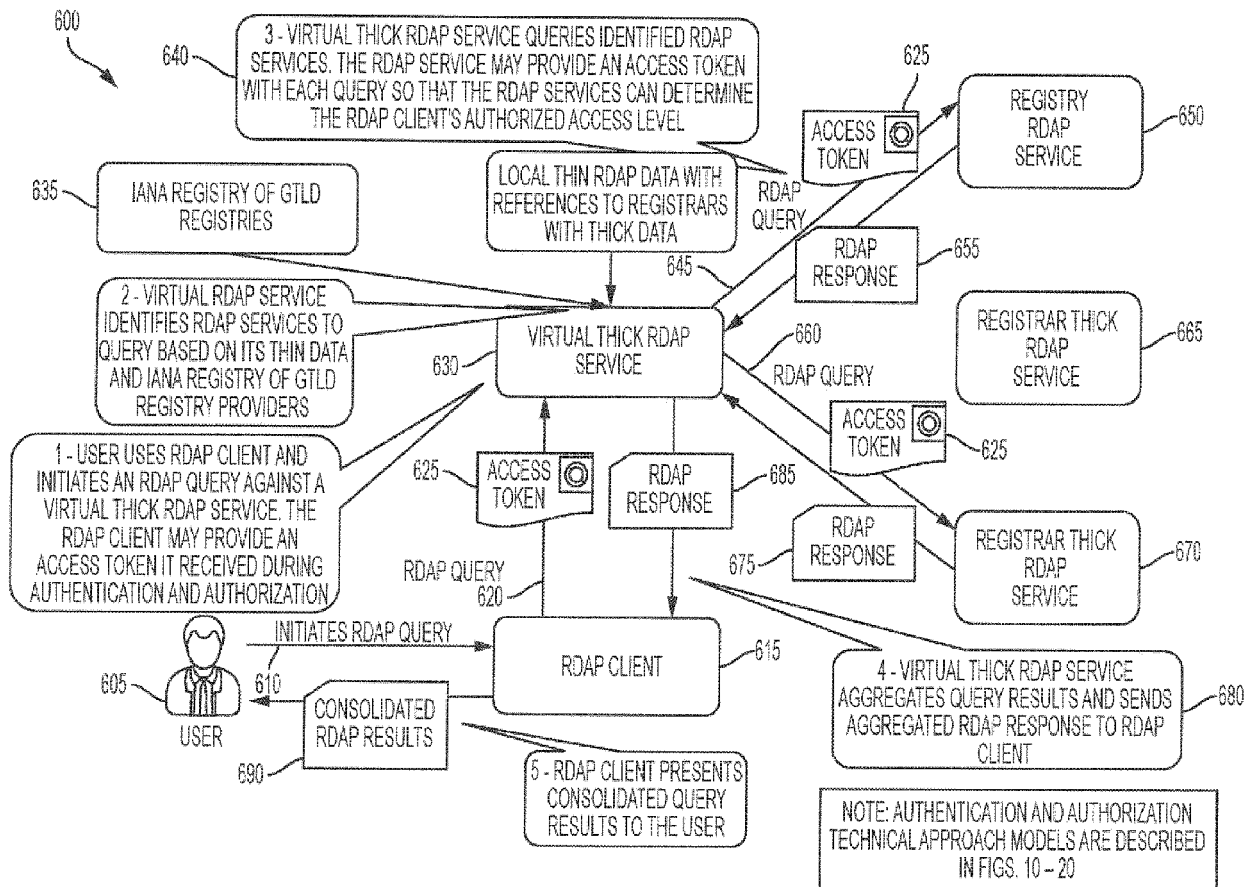 600
640
3 - VIRTUAL THICK RDAP SERVICE QUERIES IDENTIFIED RDAP
SERVICES. THE RDAP SERVICE MAY PROVIDE AN ACCESS TOKEN
WITH EACH QUERY SO THAT THE RDAP SERVICES CAN DETERMINE
THE RDAP CLIENT'S AUTHORIZED ACCESS LEVEL
625
ACCESS
TOKEN
REGISTRY
RDAP
SERVICE
650
635
IANA REGISTRY OF GTLD
REGISTRIES
LOCAL THIN RDAP DATA WITH
REFERENCES TO REGISTRARS
WITH THICK DATA
RDAP
QUERY
645
RDAP
RESPONSE
655
2 - VIRTUAL RDAP SERVICE
IDENTIFIES RDAP SERVICES TO
QUERY BASED ON ITS THIN DATA
AND IANA REGISTRY OF GTLD
REGISTRY PROVIDERS
630
VIRTUAL THICK RDAP
SERVICE
660
RDAP QUERY
REGISTRAR THICK
RDAP
SERVICE
665
ACCESS
TOKEN
625
1 - USER USES RDAP CLIENT AND
INITIATES AN RDAP QUERY AGAINST A
VIRTUAL THICK RDAP SERVICE. THE
RDAP CLIENT MAY PROVIDE AN
ACCESS TOKEN IT RECEIVED DURING
AUTHENTICATION AND AUTHORIZATION
625
ACCESS
TOKEN
RDAP
RESPONSE
685
675
RDAP
RESPONSE
REGISTRAR THICK
RDAP
SERVICE
670
RDAP QUERY
620
INITIATES RDAP QUERY
610
605
USER
RDAP CLIENT
615
CONSOLIDATED
RDAP RESULTS
690
4 - VIRTUAL THICK RDAP SERVICE
AGGREGATES QUERY RESULTS AND SENDS
AGGREGATED RDAP RESPONSE TO RDAP
CLIENT
680
5 - RDAP CLIENT PRESENTS
CONSOLIDATED QUERY
RESULTS TO THE USER
NOTE: AUTHENTICATION AND AUTHORIZATION
TECHNICAL APPROACH MODELS ARE DESCRIBED
IN FIGS. 10 – 20